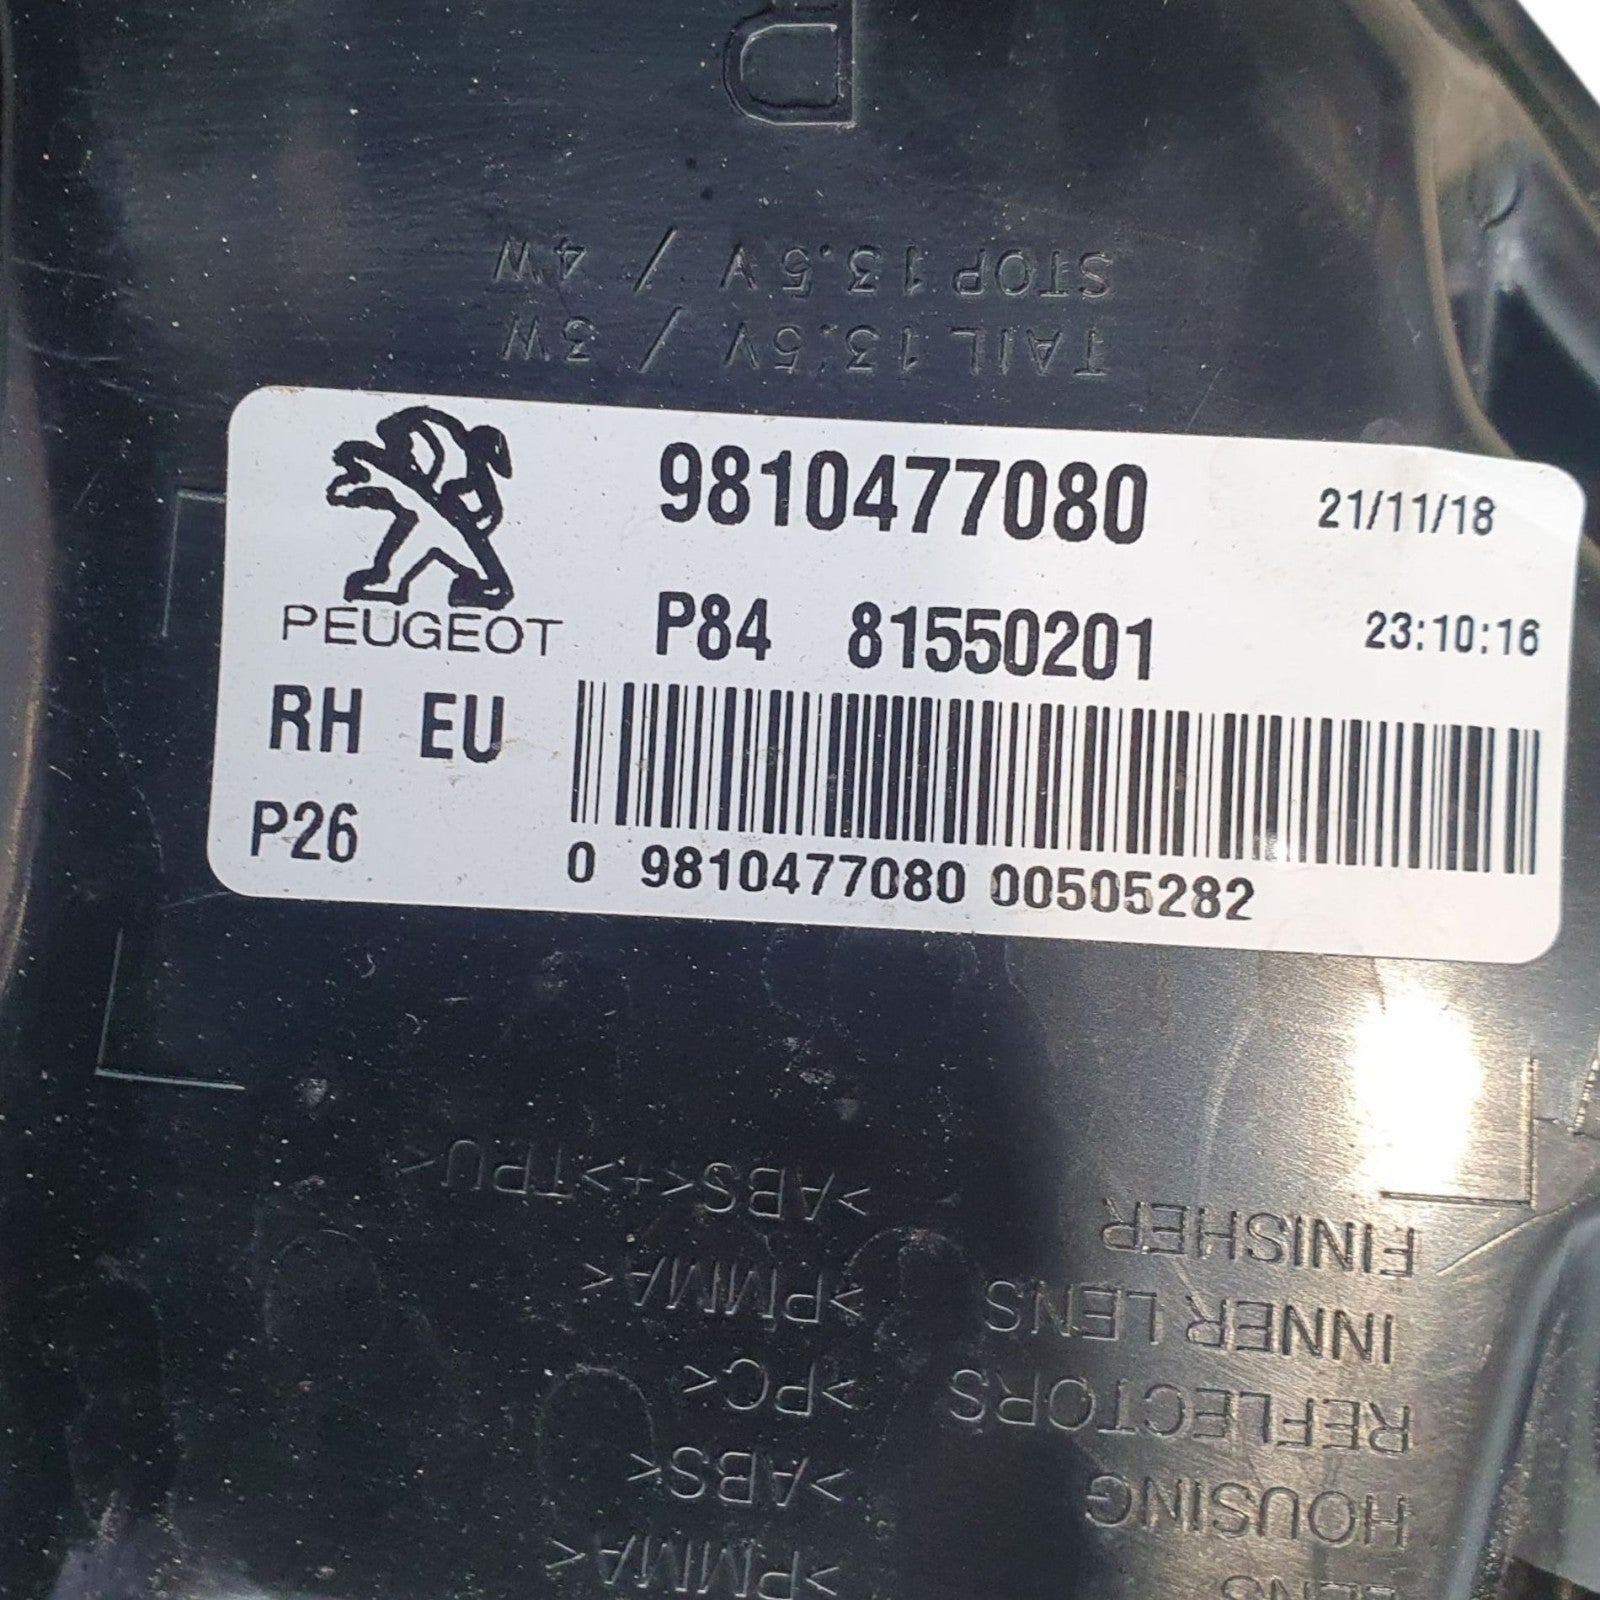 D
STOP 13.5V / 4W
TAIL 13.5V / 3W
9810477080 21/11/18
PEUGEOT P84 81550201 23:10:16
RH EU
P26
0 9810477080 00505282
FINISHER >ABS<+>TPU<
INNER LENS >PMMA<
REFLECTORS >PC<
HOUSING >ABS<
LENS >PMMA<